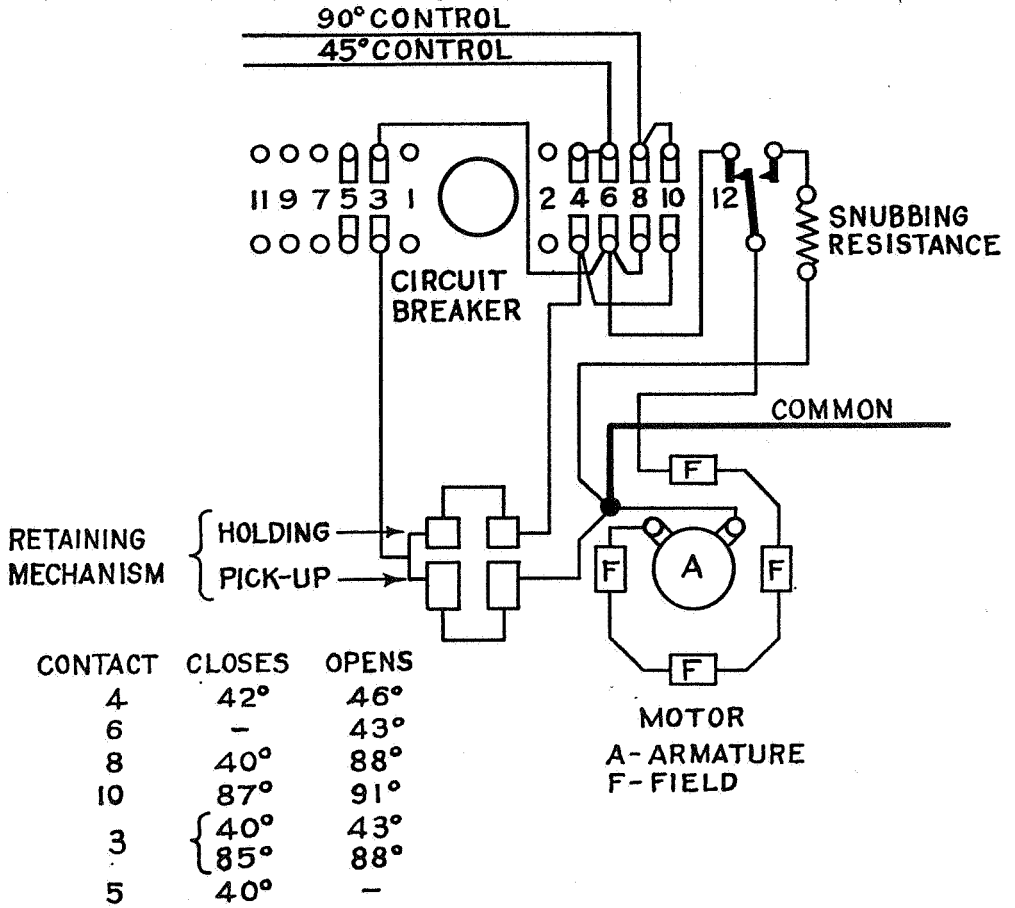 90° CONTROL
45° CONTROL
11 9 7 5 3 1
2 4 6 8 10 12
SNUBBING
RESISTANCE
CIRCUIT
BREAKER
COMMON
RETAINING
MECHANISM
HOLDING
PICK-UP
F
F
A
F
F
MOTOR
A-ARMATURE
F-FIELD
CONTACT CLOSES OPENS
4 42° 46°
6 - 43°
8 40° 88°
10 87° 91°
3 40° 43°
85° 88°
5 40° -